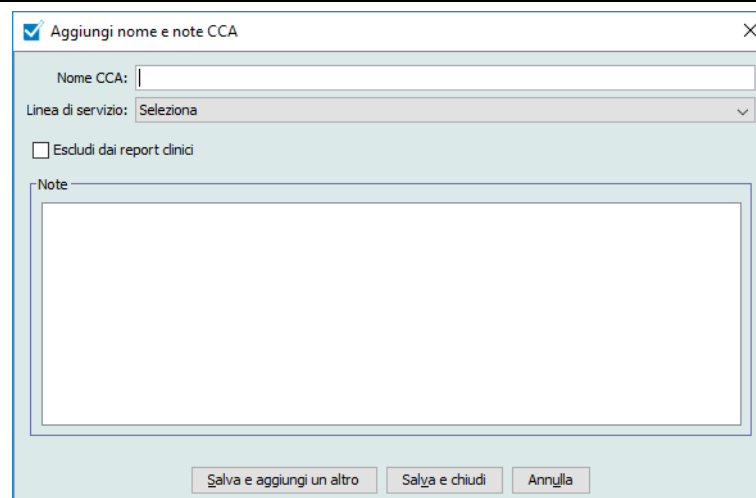 Aggiungi nome e note CCA
Nome CCA:
Linea di servizio: Seleziona
Escludi dai report clinici
Note
Salva e aggiungi un altro Salva e chiudi Annulla